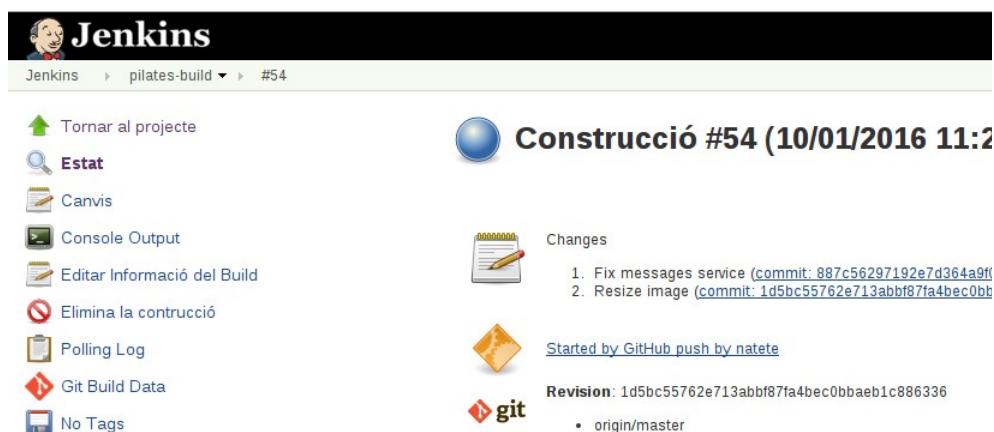 Jenkins
Jenkins pilates-build #54
Tornar al projecte
Estat
Canvis
Console Output
Editar Informació del Build
Elimina la contrucció
Polling Log
Git Build Data
No Tags
Construcció #54 (10/01/2016 11:2
Changes
1. Fix messages service (commit: 887c56297192e7d364a9f0
2. Resize image (commit: 1d5bc55762e713abbf87fa4bec0bb
Started by GitHub push by natete
Revision: 1d5bc55762e713abbf87fa4bec0bbaeb1c886336
git
• origin/master